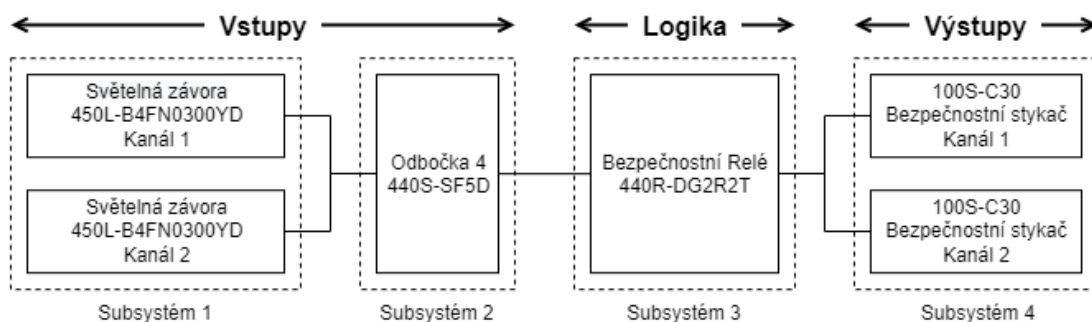 Vstupy
Logika
Výstupy
Světelná závora
450L-B4FN0300YD
Kanál 1
Světelná závora
450L-B4FN0300YD
Kanál 2
Odbočka 4
440S-SF5D
Bezpečnostní Relé
440R-DG2R2T
100S-C30
Bezpečnostní stykač
Kanál 1
100S-C30
Bezpečnostní stykač
Kanál 2
Subsystém 1
Subsystém 2
Subsystém 3
Subsystém 4